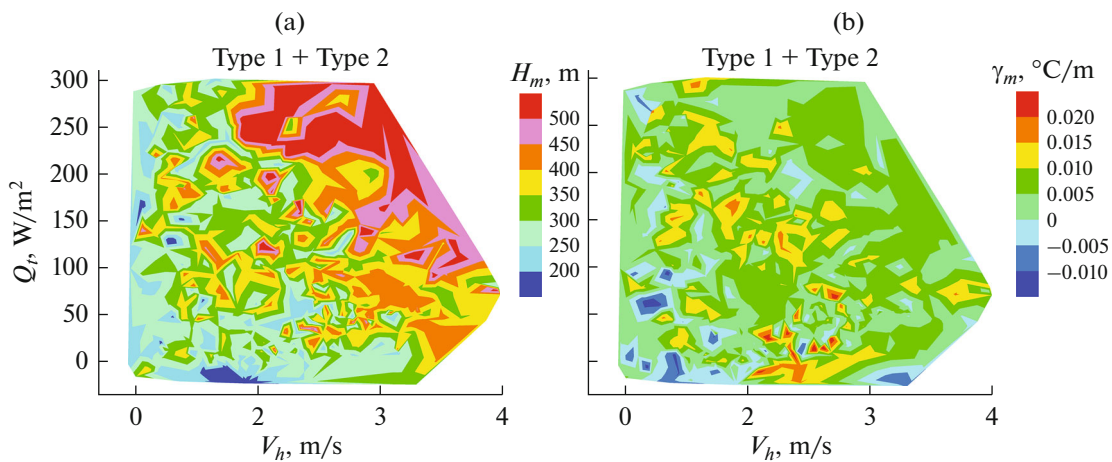 (a)
Type 1 + Type 2
H_m, m
500
450
400
350
300
250
200
300
250
200
150
100
50
0
Q_t, W/m²
0 2 3 4
V_h, m/s
(b)
Type 1 + Type 2
γ_m, °C/m
0.020
0.015
0.010
0.005
0
−0.005
−0.010
0 2 3 4
V_h, m/s